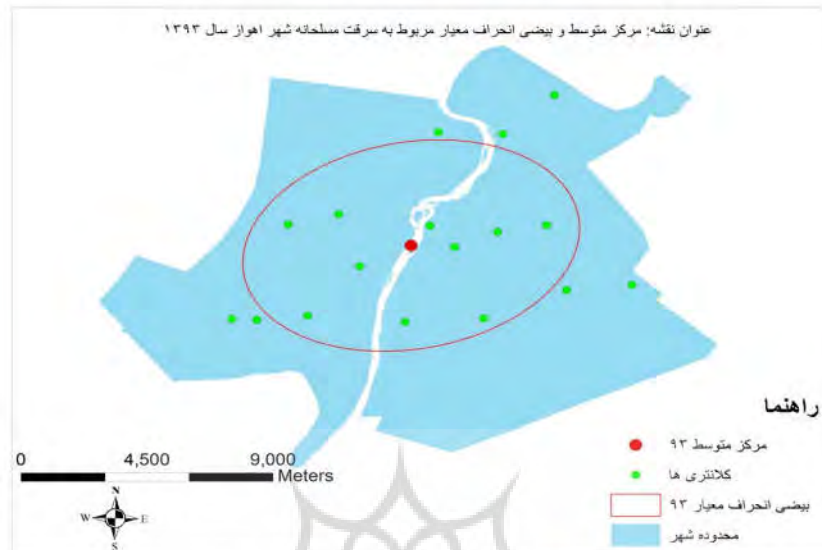 عنوان نقشه: مرکز متوسط و بیضی انحراف معیار مربوط به سرقت مسلحانه شهر اهواز سال ۱۳۹۳
راهنما
مرکز متوسط ۹۳
کلانتری ها
بیضی انحراف معیار ۹۳
محدوده شهر
0 4,500 9,000
Meters
N
W E
S